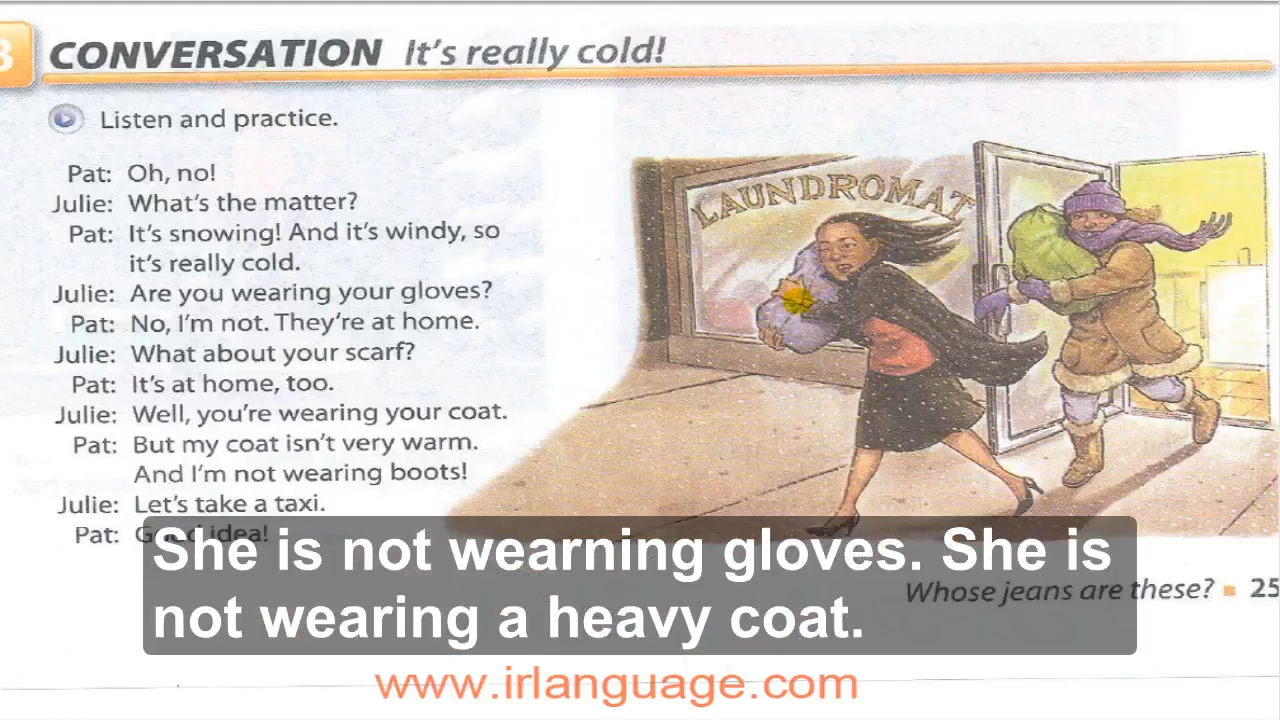 3 CONVERSATION It's really cold!
Listen and practice.
Pat: Oh, no!
Julie: What's the matter?
Pat: It's snowing! And it's windy, so
it's really cold.
Julie: Are you wearing your gloves?
Pat: No, I'm not. They're at home.
Julie: What about your scarf?
Pat: It's at home, too.
Julie: Well, you're wearing your coat.
Pat: But my coat isn't very warm.
And I'm not wearing boots!
Julie: Let's take a taxi.
Pat: Good idea!
LAUNDROMAT
She is not wearning gloves. She is
not wearing a heavy coat.
Whose jeans are these? ▪ 25
www.irlanguage.com